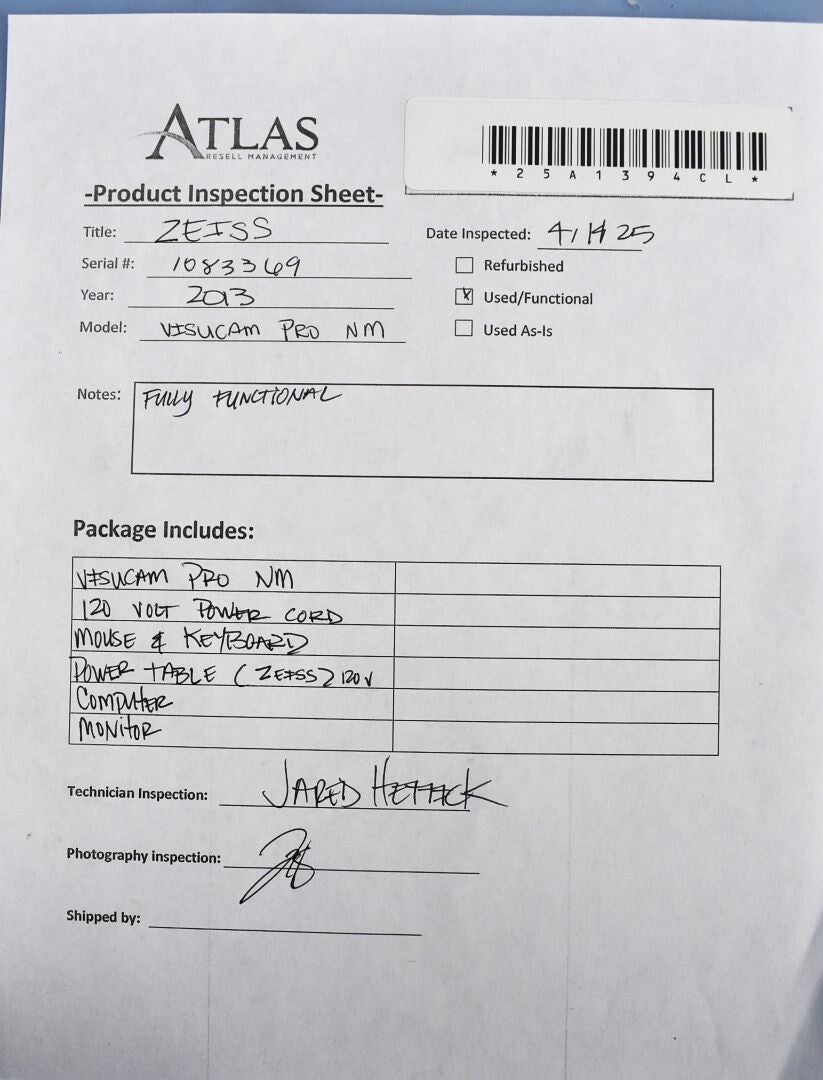 ATLAS
RESELL MANAGEMENT
*25A1394CL*
-Product Inspection Sheet-
Title: ZEISS
Date Inspected: 4/14/25
Serial #: 1083369
Refurbished
Year: 2013
X Used/Functional
Model: VISUCAM PRO NM
Used As-Is
Notes: FULLY FUNCTIONAL
Package Includes:
VISUCAM PRO NM
120 VOLT POWER CORD
MOUSE & KEYBOARD
POWER TABLE (ZEISS) 120V
COMPUTER
MONITOR
Technician Inspection: JARED
Photography inspection:
Shipped by: